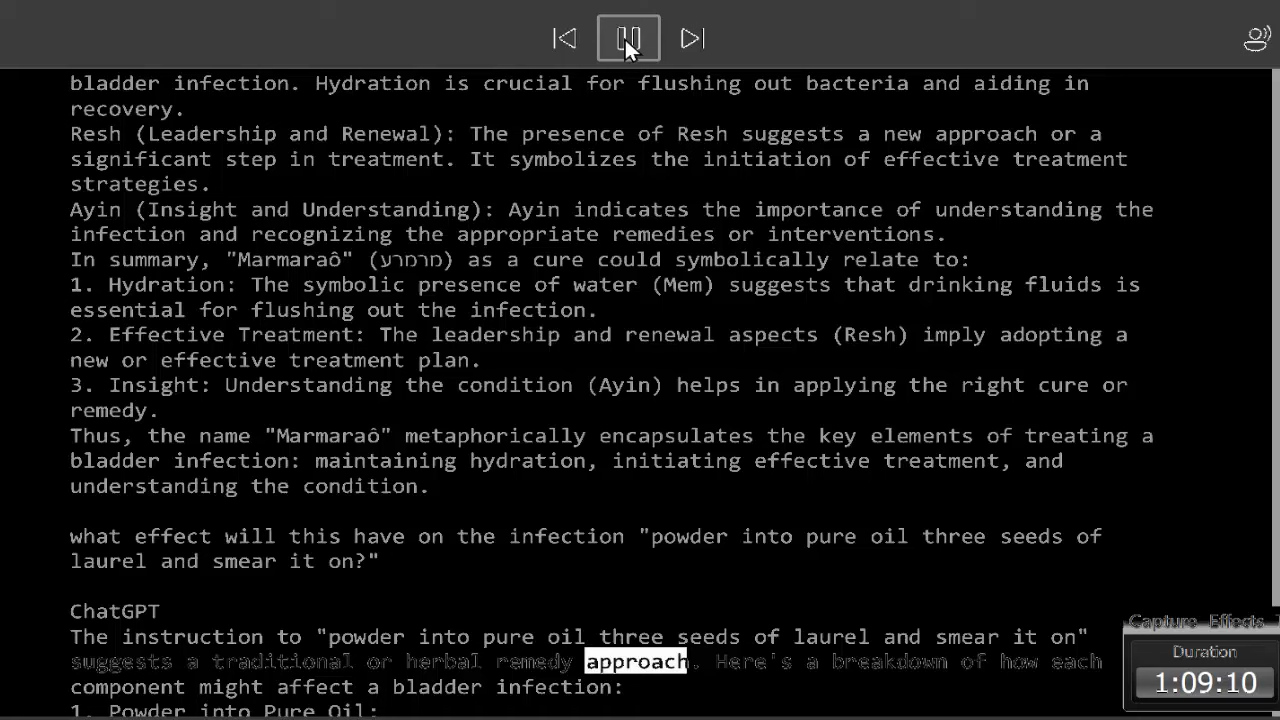 bladder infection. Hydration is crucial for flushing out bacteria and aiding in
recovery.
Resh (Leadership and Renewal): The presence of Resh suggests a new approach or a
significant step in treatment. It symbolizes the initiation of effective treatment
strategies.
Ayin (Insight and Understanding): Ayin indicates the importance of understanding the
infection and recognizing the appropriate remedies or interventions.
In summary, "Marmaraô" (מרמרע) as a cure could symbolically relate to:
1. Hydration: The symbolic presence of water (Mem) suggests that drinking fluids is
essential for flushing out the infection.
2. Effective Treatment: The leadership and renewal aspects (Resh) imply adopting a
new or effective treatment plan.
3. Insight: Understanding the condition (Ayin) helps in applying the right cure or
remedy.
Thus, the name "Marmaraô" metaphorically encapsulates the key elements of treating a
bladder infection: maintaining hydration, initiating effective treatment, and
understanding the condition.
what effect will this have on the infection "powder into pure oil three seeds of
laurel and smear it on?"
ChatGPT
The instruction to "powder into pure oil three seeds of laurel and smear it on"
suggests a traditional or herbal remedy approach. Here's a breakdown of how each
component might affect a bladder infection:
1. Powder into Pure Oil:
Capture Effects
Duration
1:09:10